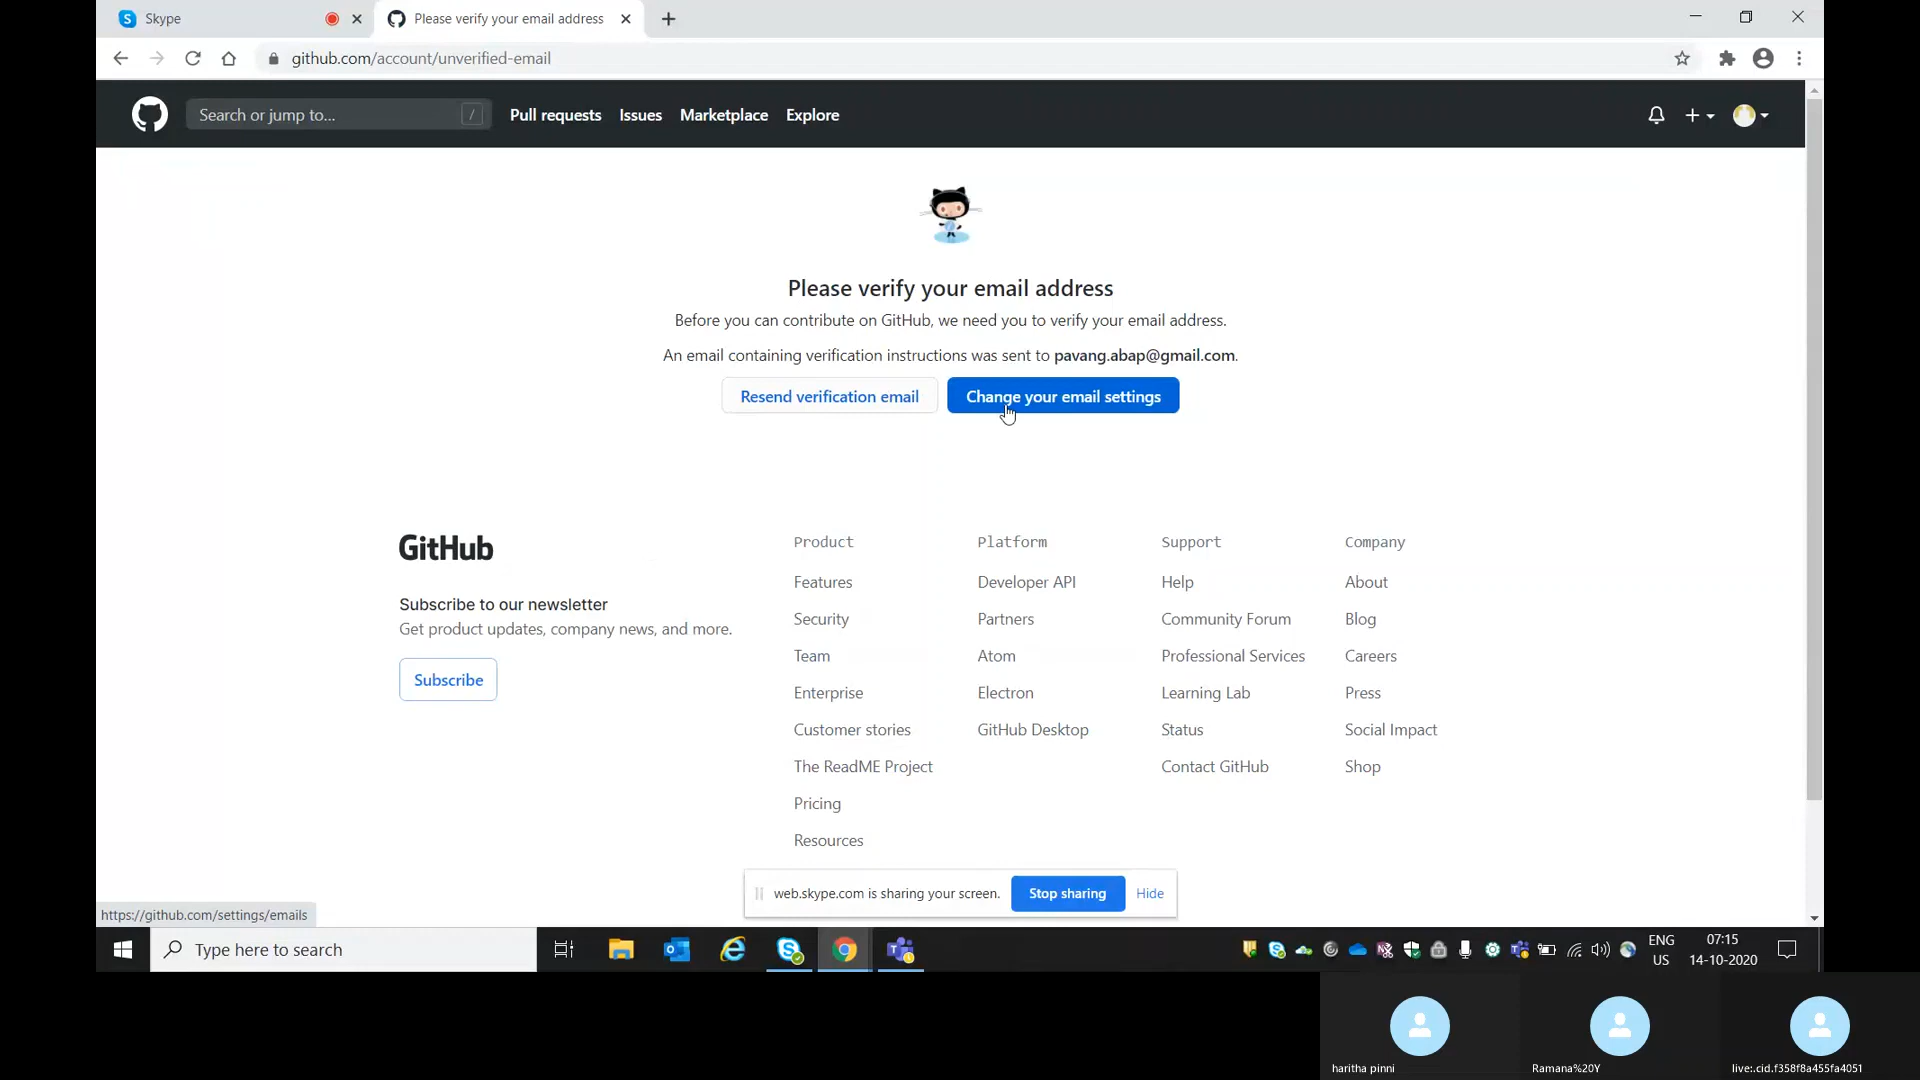 Skype
Please verify your email address
github.com/account/unverified-email
Search or jump to...
/
Pull requests
Issues
Marketplace
Explore
Please verify your email address
Before you can contribute on GitHub, we need you to verify your email address.
An email containing verification instructions was sent to pavang.abap@gmail.com.
Resend verification email
Change your email settings
GitHub
Subscribe to our newsletter
Get product updates, company news, and more.
Subscribe
Product
Features
Security
Team
Enterprise
Customer stories
The ReadME Project
Pricing
Resources
Platform
Developer API
Partners
Atom
Electron
GitHub Desktop
Support
Help
Community Forum
Professional Services
Learning Lab
Status
Contact GitHub
Company
About
Blog
Careers
Press
Social Impact
Shop
web.skype.com is sharing your screen.
Stop sharing
Hide
https://github.com/settings/emails
Type here to search
ENG
US
07:15
14-10-2020
haritha pinni
Ramana%20Y
live:.cid.f358f8a455fa4051